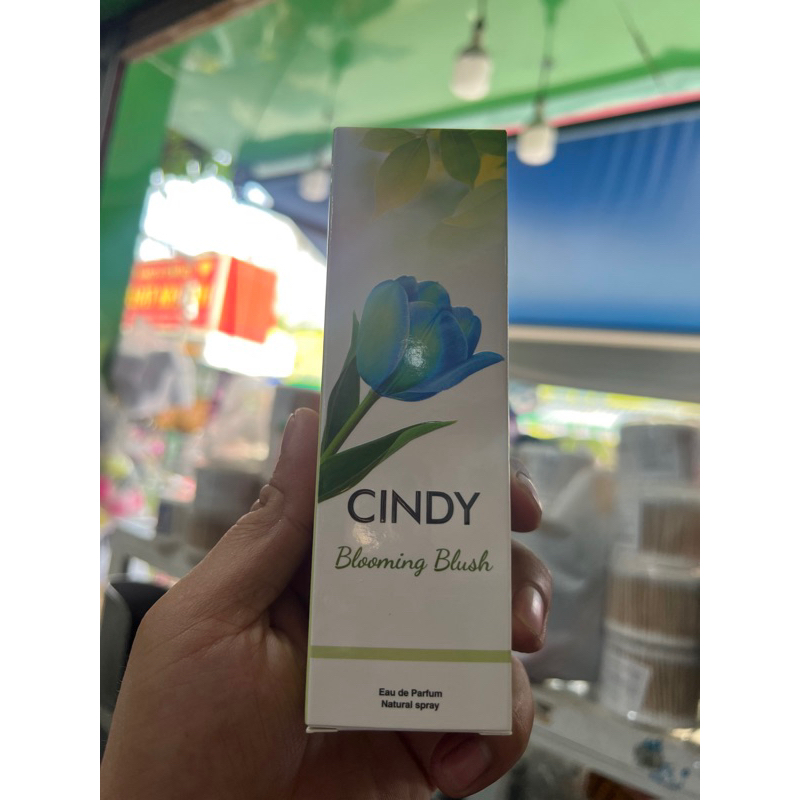 CINDY
Blooming Blush
Eau de Parfum
Natural spray